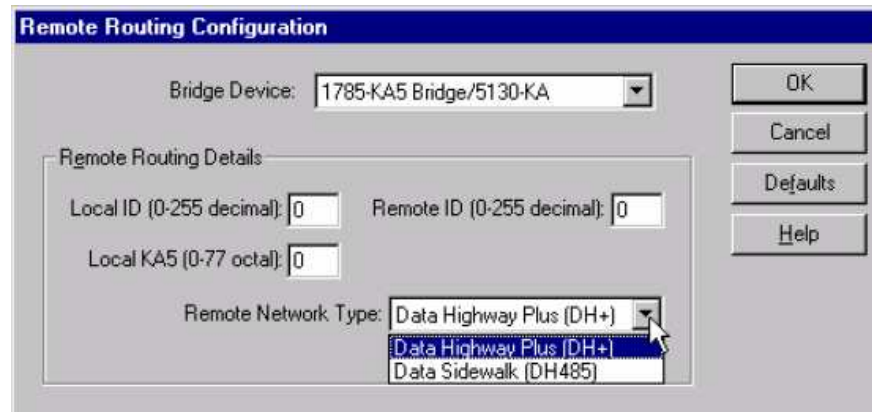 Remote Routing Configuration
Bridge Device: 1785-KA5 Bridge/5130-KA
OK
Cancel
Defaults
Help
Remote Routing Details
Local ID (0-255 decimal): 0 Remote ID (0-255 decimal): 0
Local KA5 (0-77 octal): 0
Remote Network Type: Data Highway Plus (DH+)
Data Highway Plus (DH+)
Data Sidewalk (DH485)